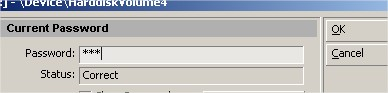 :] - \Device\HarddiskVolume4
Current Password
OK
Password: ***
Cancel
Status: Correct